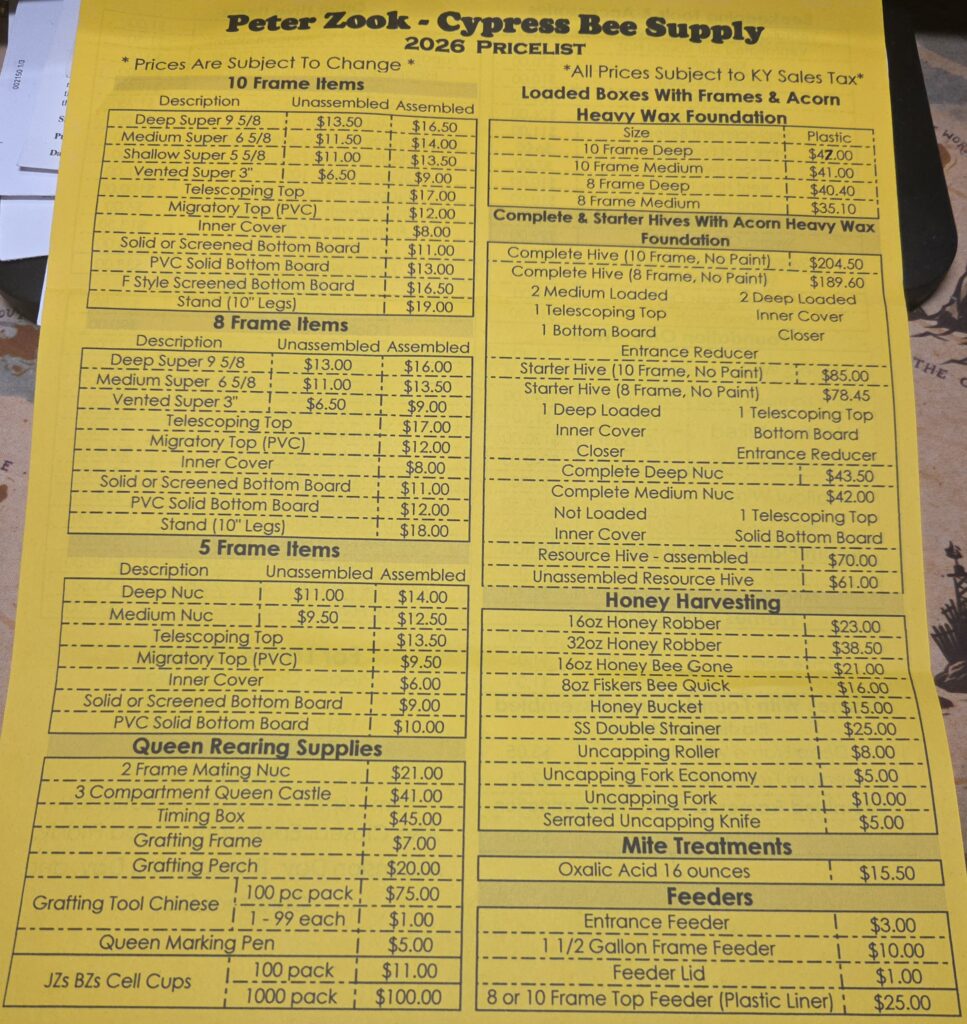 Peter Zook - Cypress Bee Supply
2026 Pricelist
* Prices Are Subject To Change *
*All Prices Subject to KY Sales Tax*
10 Frame Items
Description Unassembled Assembled
Deep Super 9 5/8 $13.50 $16.50
Medium Super 6 5/8 $11.50 $14.00
Shallow Super 5 5/8 $11.00 $13.50
Vented Super 3" $6.50 $9.00
Telescoping Top $17.00
Migratory Top (PVC) $12.00
Inner Cover $8.00
Solid or Screened Bottom Board $11.00
PVC Solid Bottom Board $13.00
F Style Screened Bottom Board $16.50
Stand (10" Legs) $19.00
8 Frame Items
Description Unassembled Assembled
Deep Super 9 5/8 $13.00 $16.00
Medium Super 6 5/8 $11.00 $13.50
Vented Super 3" $6.50 $9.00
Telescoping Top $17.00
Migratory Top (PVC) $12.00
Inner Cover $8.00
Solid or Screened Bottom Board $11.00
PVC Solid Bottom Board $12.00
Stand (10" Legs) $18.00
5 Frame Items
Description Unassembled Assembled
Deep Nuc $11.00 $14.00
Medium Nuc $9.50 $12.50
Telescoping Top $13.50
Migratory Top (PVC) $9.50
Inner Cover $6.00
Solid or Screened Bottom Board $9.00
PVC Solid Bottom Board $10.00
Queen Rearing Supplies
2 Frame Mating Nuc $21.00
3 Compartment Queen Castle $41.00
Timing Box $45.00
Grafting Frame $7.00
Grafting Perch $20.00
Grafting Tool Chinese 100 pc pack $75.00
1 - 99 each $1.00
Queen Marking Pen $5.00
JZs BZs Cell Cups 100 pack $11.00
1000 pack $100.00
Loaded Boxes With Frames & Acorn
Heavy Wax Foundation
Size Plastic
10 Frame Deep $47.00
10 Frame Medium $41.00
8 Frame Deep $40.40
8 Frame Medium $35.10
Complete & Starter Hives With Acorn Heavy Wax
Foundation
Complete Hive (10 Frame, No Paint) $204.50
Complete Hive (8 Frame, No Paint) $189.60
2 Medium Loaded 2 Deep Loaded
1 Telescoping Top Inner Cover
1 Bottom Board Closer
Entrance Reducer
Starter Hive (10 Frame, No Paint) $85.00
Starter Hive (8 Frame, No Paint) $78.45
1 Deep Loaded 1 Telescoping Top
Inner Cover Bottom Board
Closer Entrance Reducer
Complete Deep Nuc $43.50
Complete Medium Nuc $42.00
Not Loaded 1 Telescoping Top
Inner Cover Solid Bottom Board
Resource Hive - assembled $70.00
Unassembled Resource Hive $61.00
Honey Harvesting
16oz Honey Robber $23.00
32oz Honey Robber $38.50
16oz Honey Bee Gone $21.00
8oz Fiskers Bee Quick $16.00
Honey Bucket $15.00
SS Double Strainer $25.00
Uncapping Roller $8.00
Uncapping Fork Economy $5.00
Uncapping Fork $10.00
Serrated Uncapping Knife $5.00
Mite Treatments
Oxalic Acid 16 ounces $15.50
Feeders
Entrance Feeder $3.00
1 1/2 Gallon Frame Feeder $10.00
Feeder Lid $1.00
8 or 10 Frame Top Feeder (Plastic Liner) $25.00
002150 1/3
THE